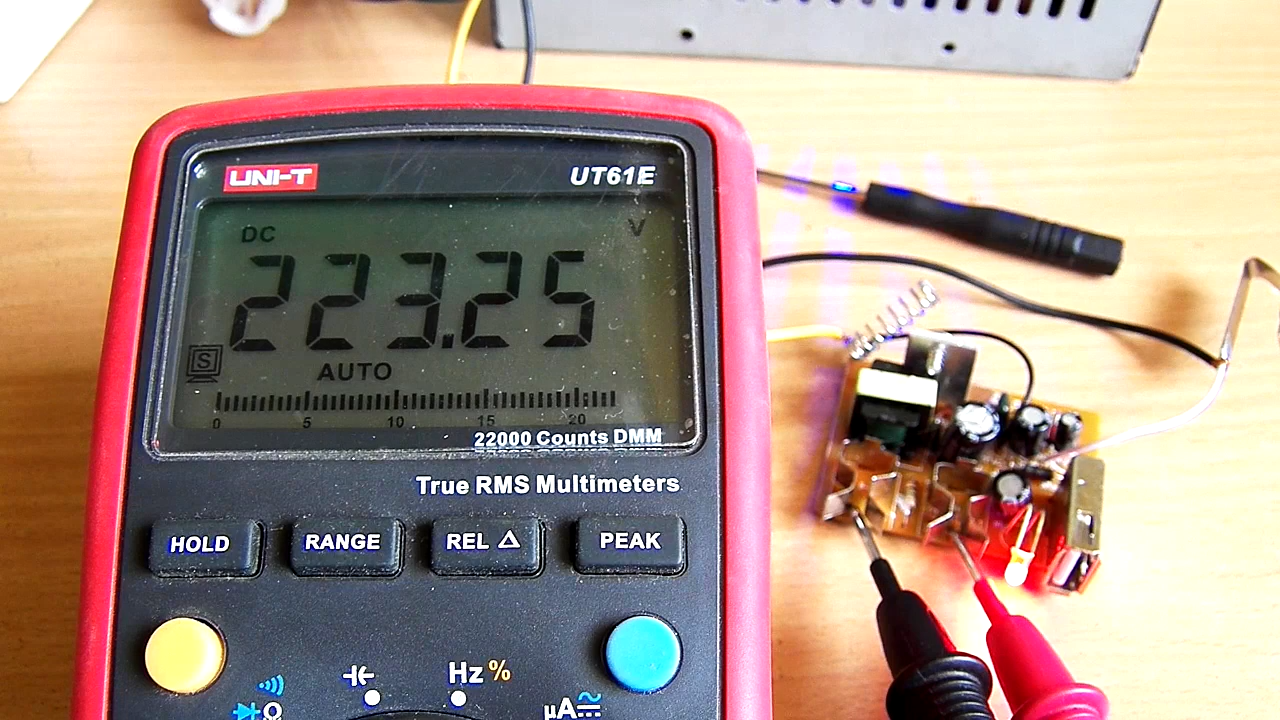 UNI-T UT61E
DC V
223.25
S AUTO
0 5 10 15 20
22000 Counts DMM
True RMS Multimeters
HOLD RANGE REL △ PEAK
Hz %
μA
Ω